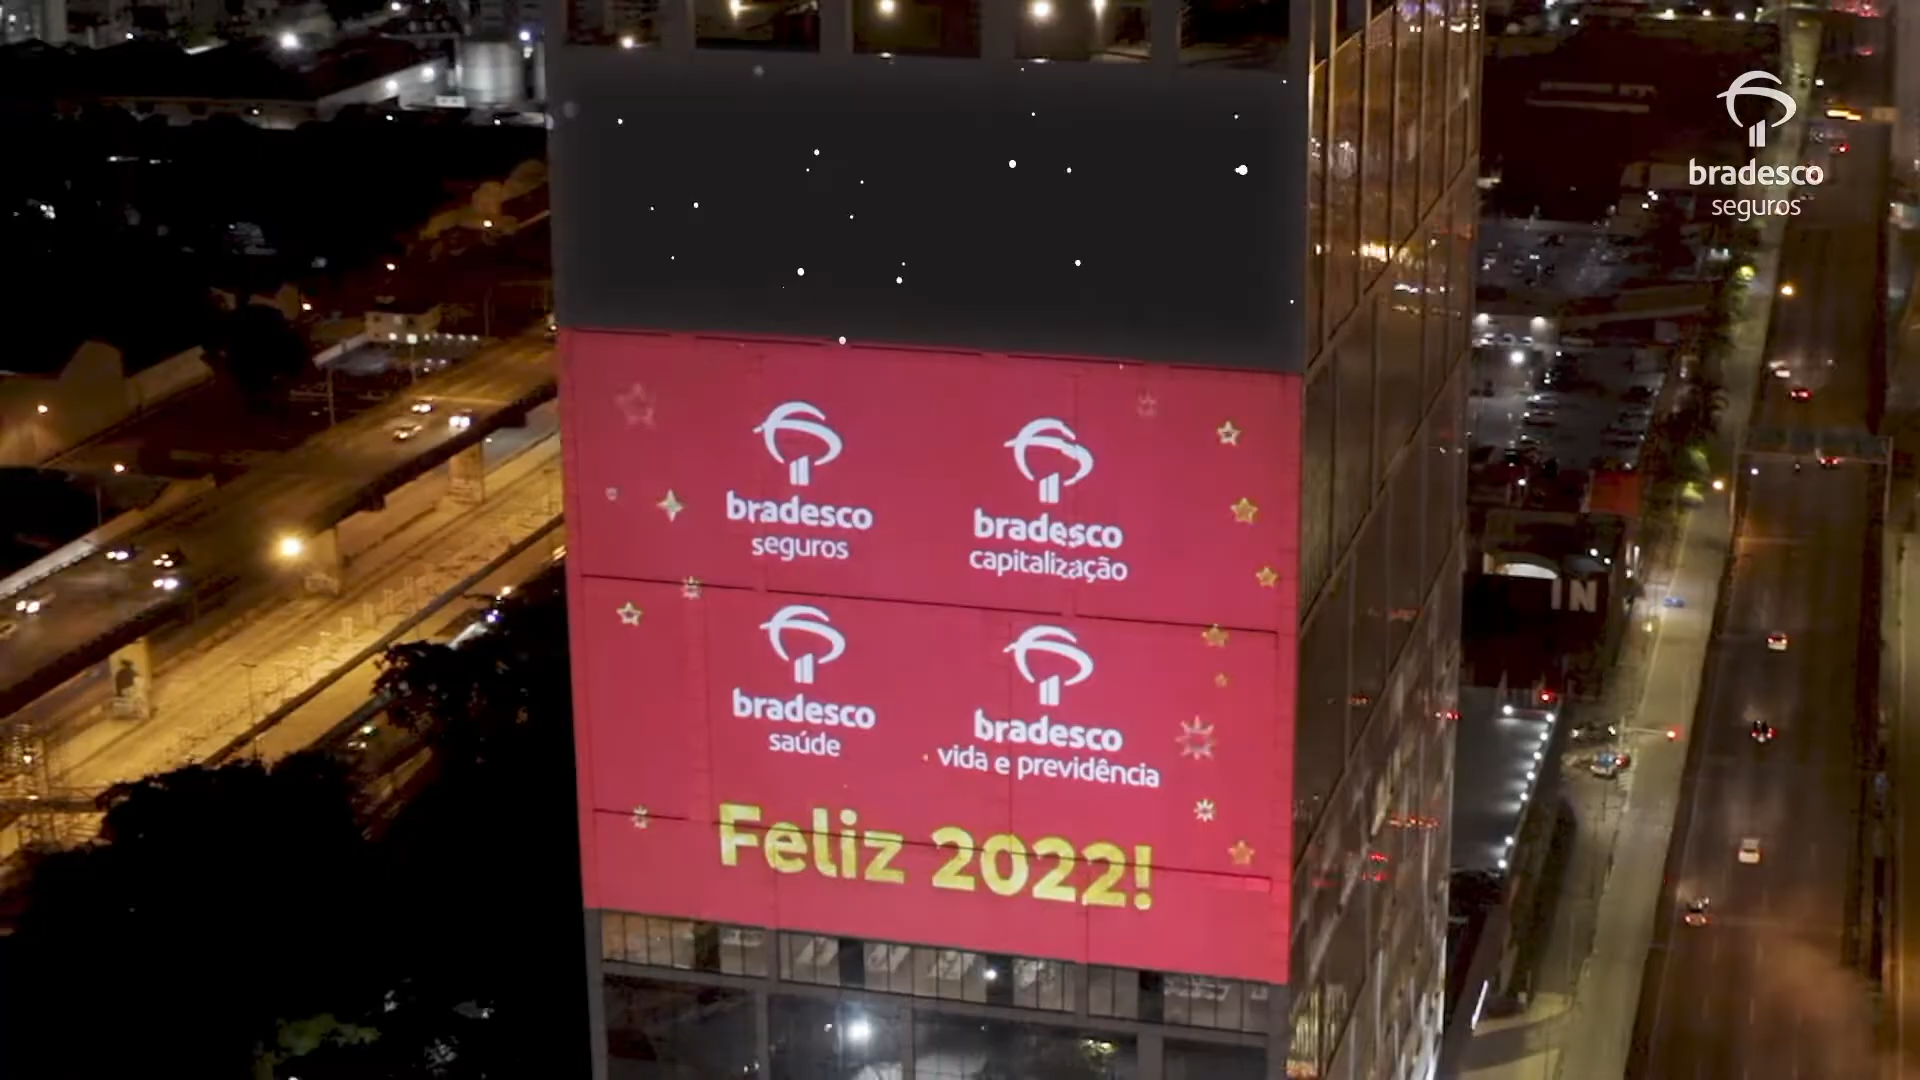 bradesco
seguros
bradesco
seguros
bradesco
capitalização
bradesco
saúde
bradesco
vida e previdência
Feliz 2022!
IN